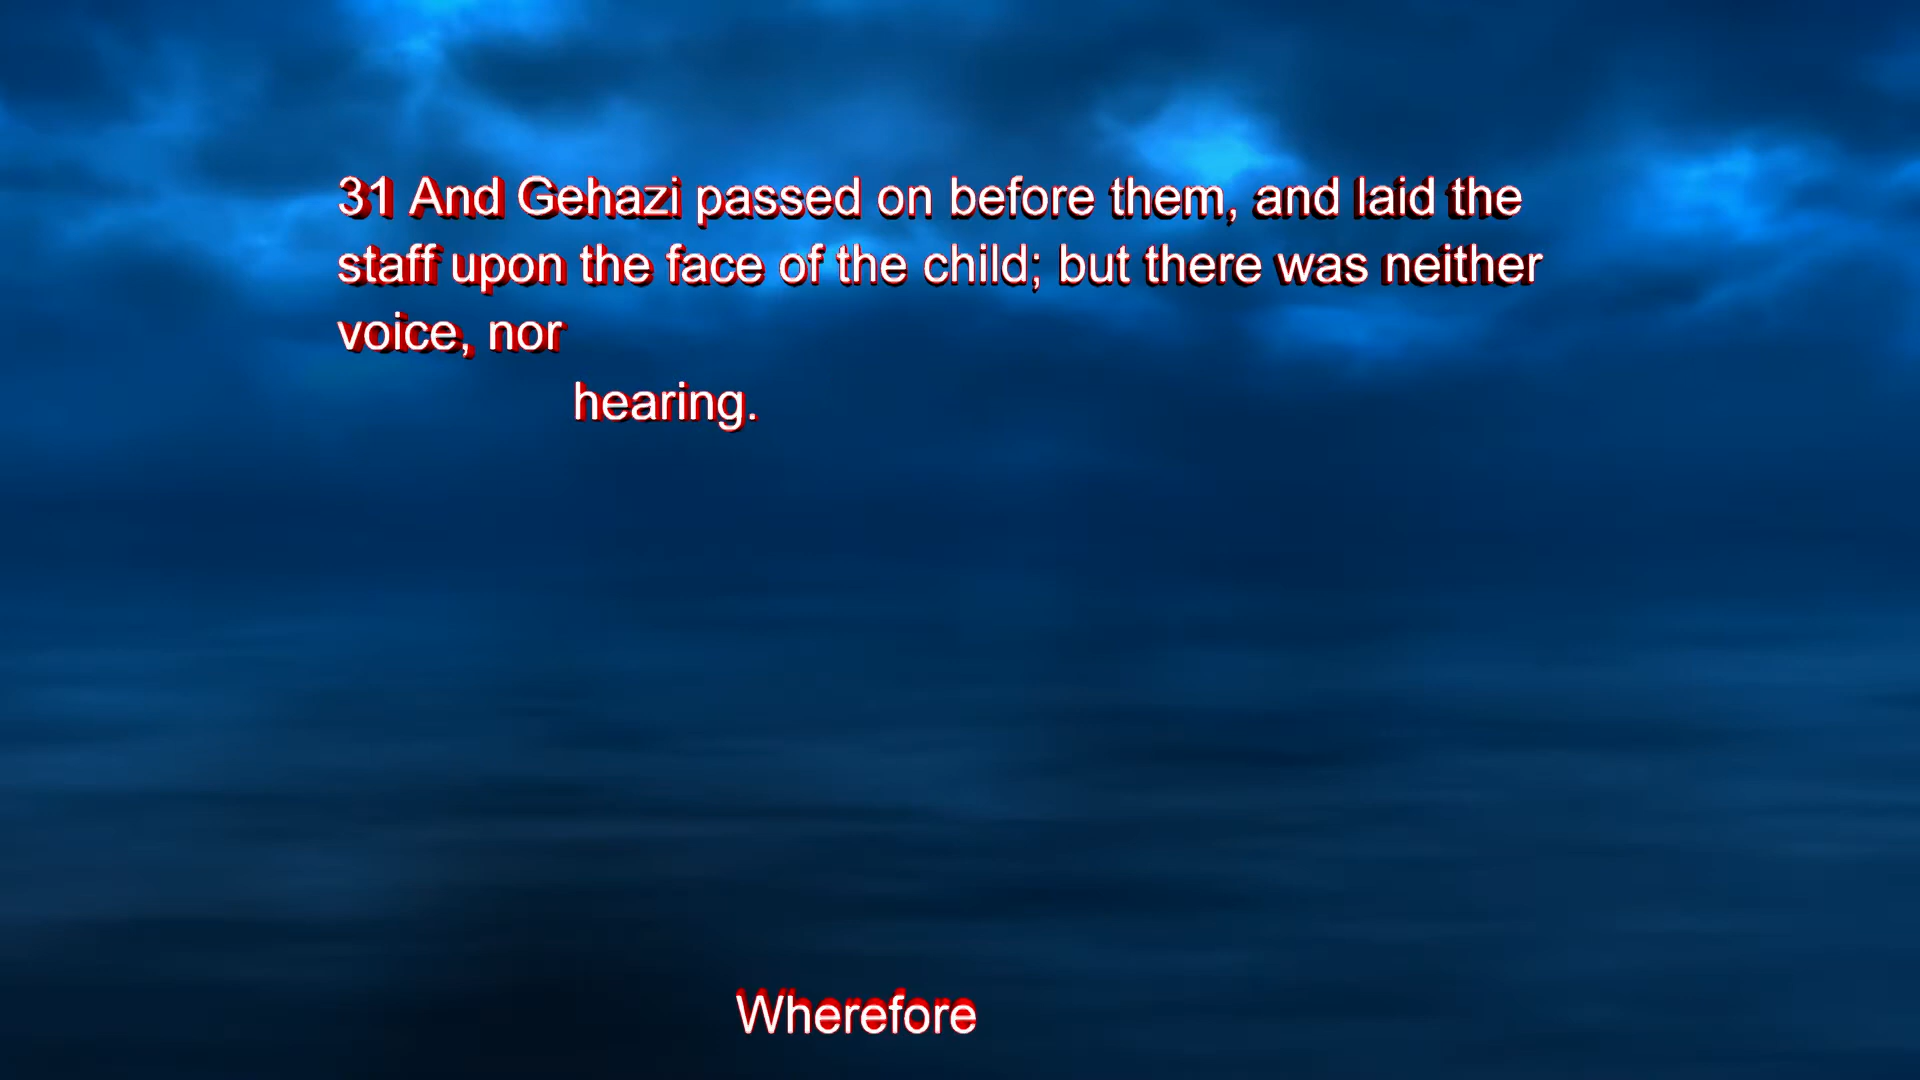 31 And Gehazi passed on before them, and laid the
staff upon the face of the child; but there was neither
voice, nor
hearing.
Wherefore